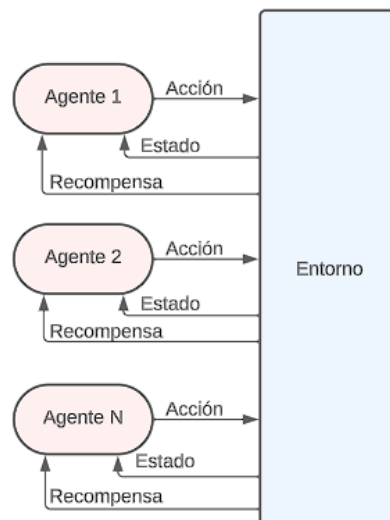 Agente 1
Acción
Estado
Recompensa
Agente 2
Acción
Estado
Recompensa
Entorno
Agente N
Acción
Estado
Recompensa